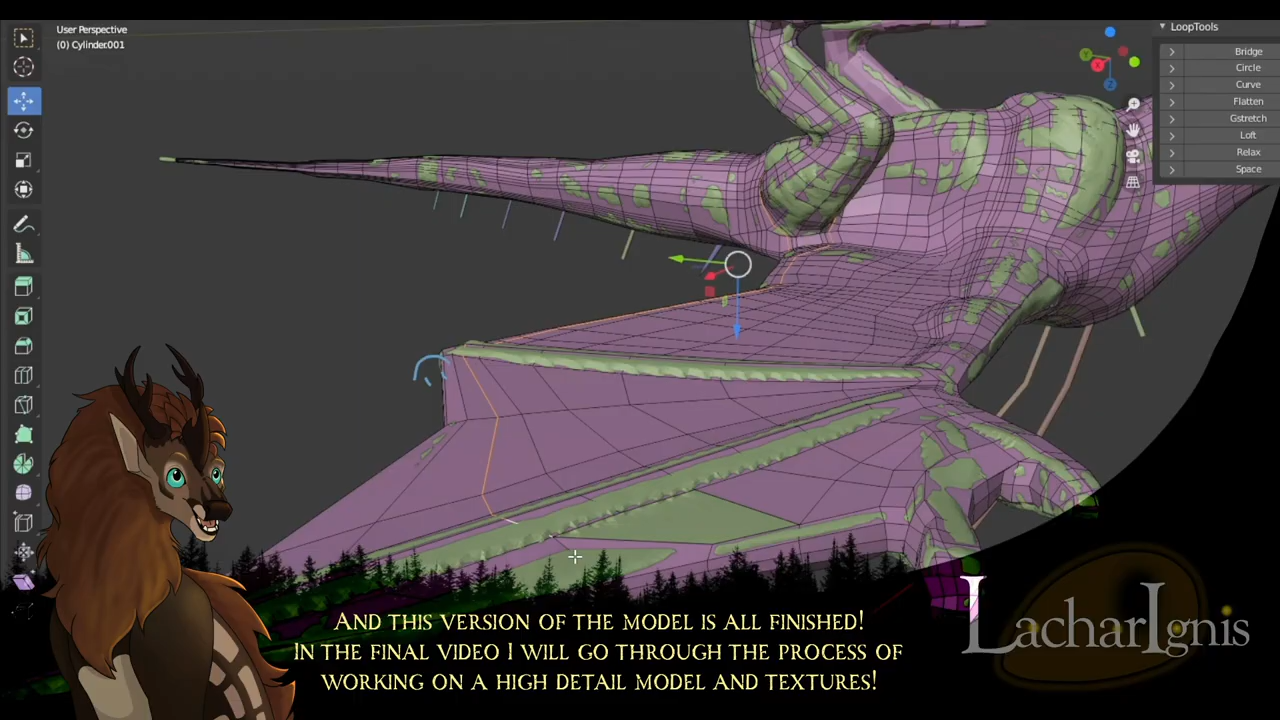 User Perspective
(0) Cylinder.001
LoopTools
Bridge
Circle
Curve
Flatten
Gstretch
Loft
Relax
Space
And this version of the model is all finished!
In the final video I will go through the process of
working on a high detail model and textures!
LacharIgnis